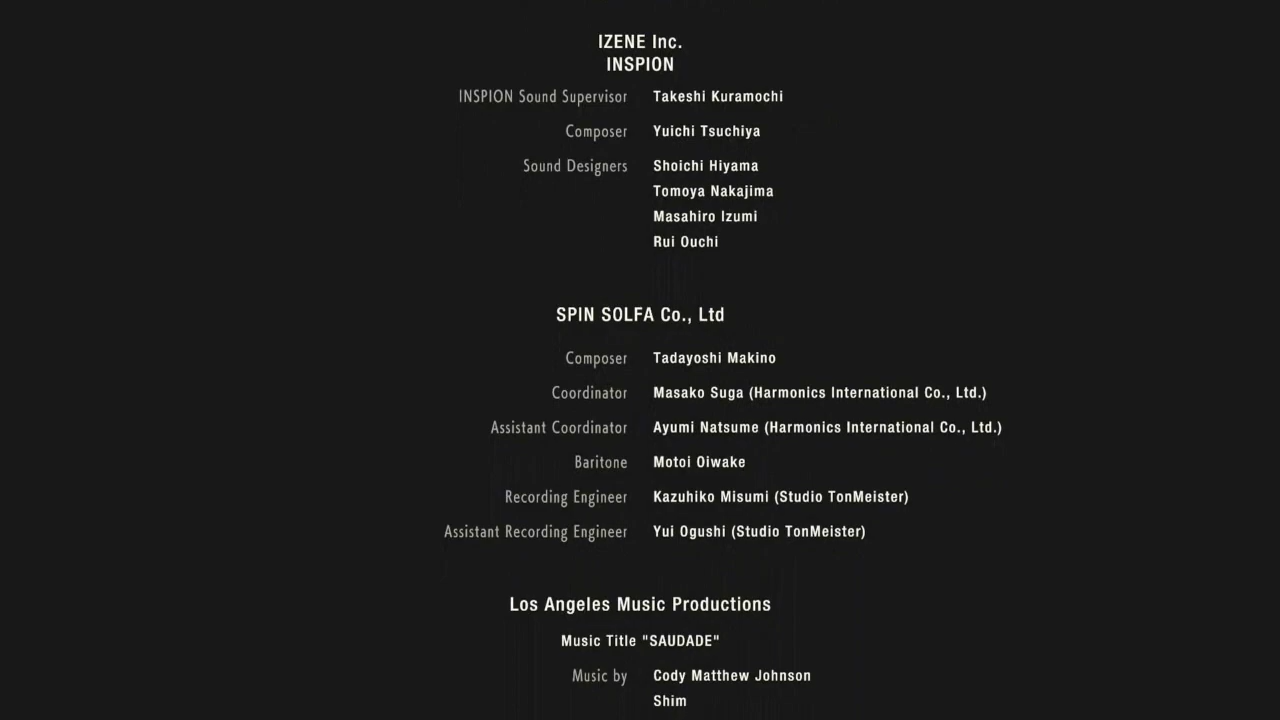 IZENE Inc.
INSPION
INSPION Sound Supervisor Takeshi Kuramochi
Composer Yuichi Tsuchiya
Sound Designers Shoichi Hiyama
Tomoya Nakajima
Masahiro Izumi
Rui Ouchi
SPIN SOLFA Co., Ltd
Composer Tadayoshi Makino
Coordinator Masako Suga (Harmonics International Co., Ltd.)
Assistant Coordinator Ayumi Natsume (Harmonics International Co., Ltd.)
Baritone Motoi Oiwake
Recording Engineer Kazuhiko Misumi (Studio TonMeister)
Assistant Recording Engineer Yui Ogushi (Studio TonMeister)
Los Angeles Music Productions
Music Title "SAUDADE"
Music by Cody Matthew Johnson
Shim